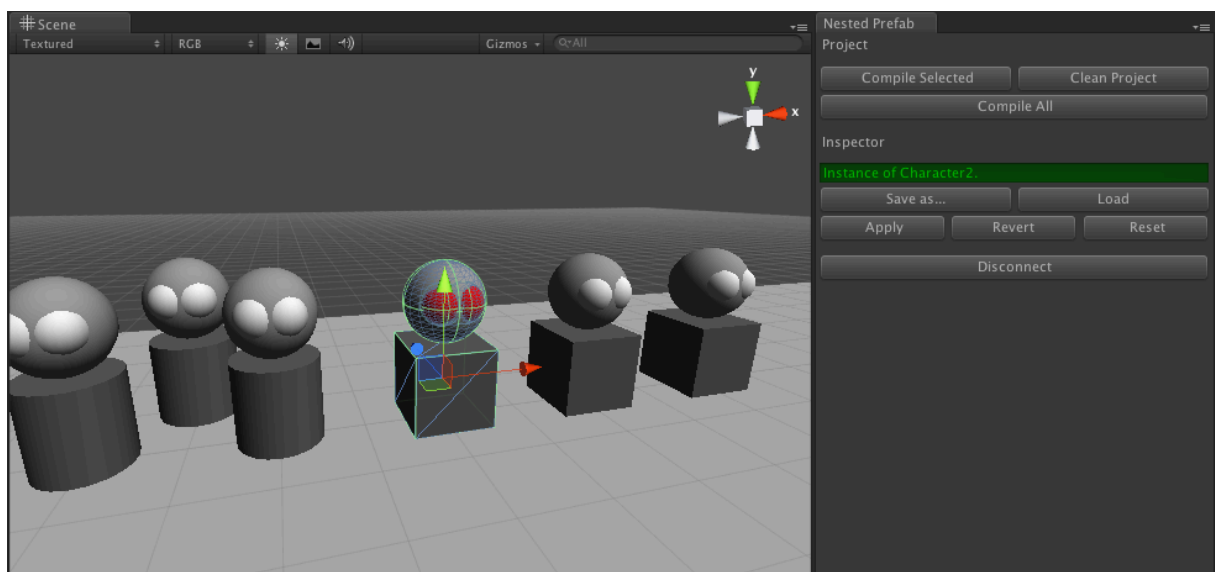 Scene
Textured RGB Gizmos All
y
x
Nested Prefab
Project
Compile Selected Clean Project
Compile All
Inspector
Instance of Character2.
Save as... Load
Apply Revert Reset
Disconnect